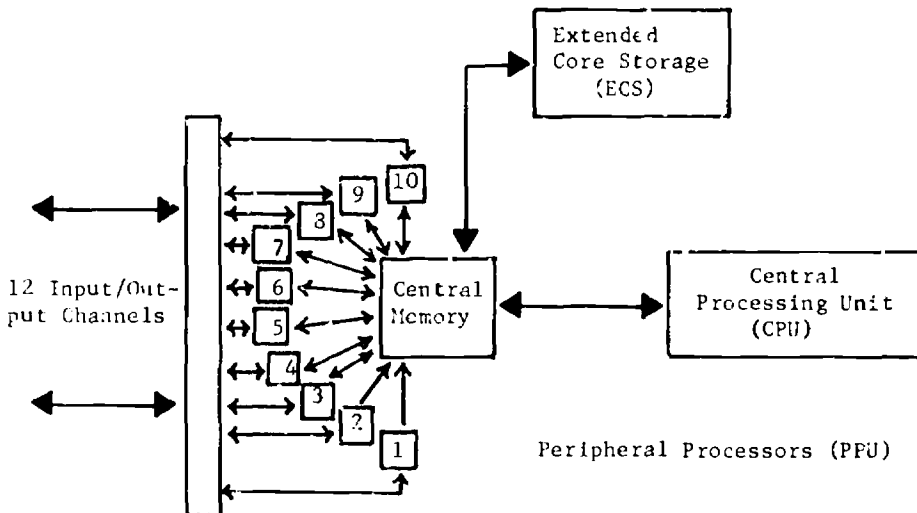 Extended
Core Storage
(ECS)
10
9
8
7
12 Input/Out-
put Channels
6
Central
Memory
Central
Processing Unit
(CPU)
5
4
3
2
1
Peripheral Processors (PPU)